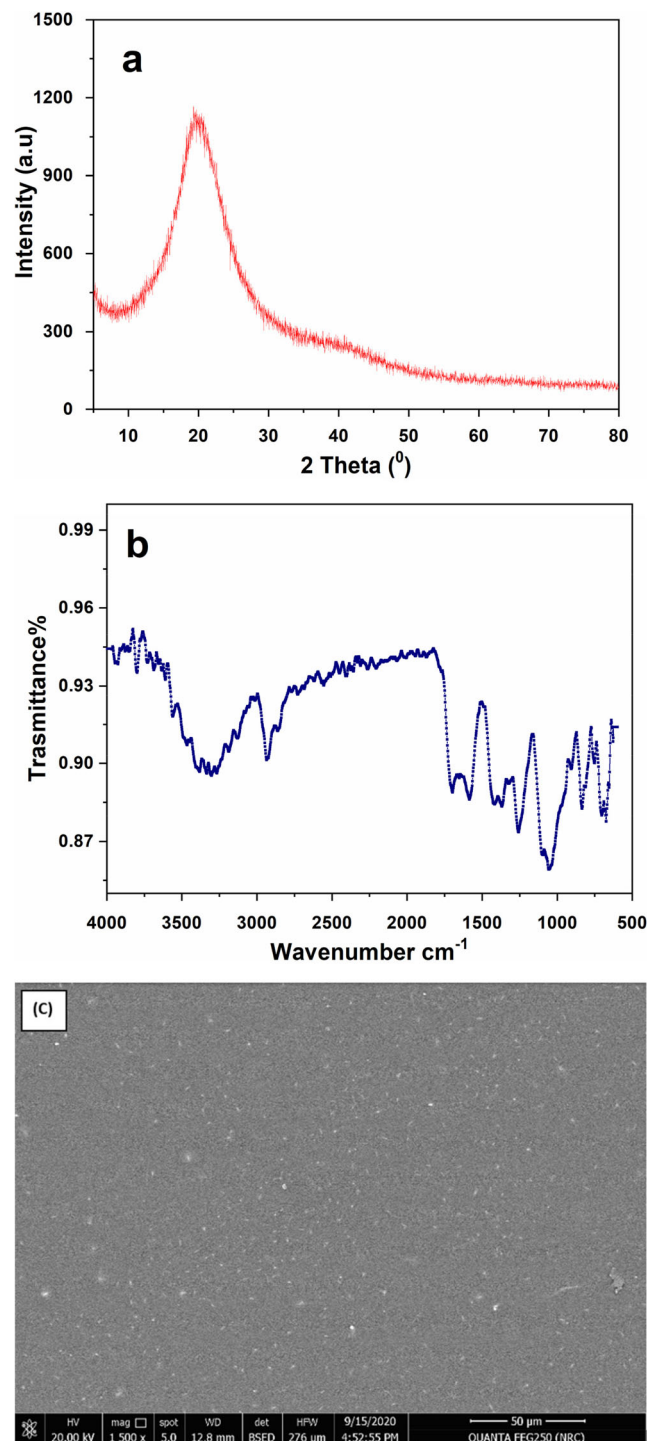 a
1500
1200
900
600
300
0
Intensity (a.u)
10 20 30 40 50 60 70 80
2 Theta (⁰)
b
0.99
0.96
0.93
0.90
0.87
Trasmittance%
4000 3500 3000 2500 2000 1500 1000 500
Wavenumber cm⁻¹
(C)
HV mag □ spot WD det HFW 9/15/2020 50 µm
20.00 kV 1 500 x 5.0 12.8 mm BSED 276 µm 4:52:55 PM QUANTA FEG250 (NRC)